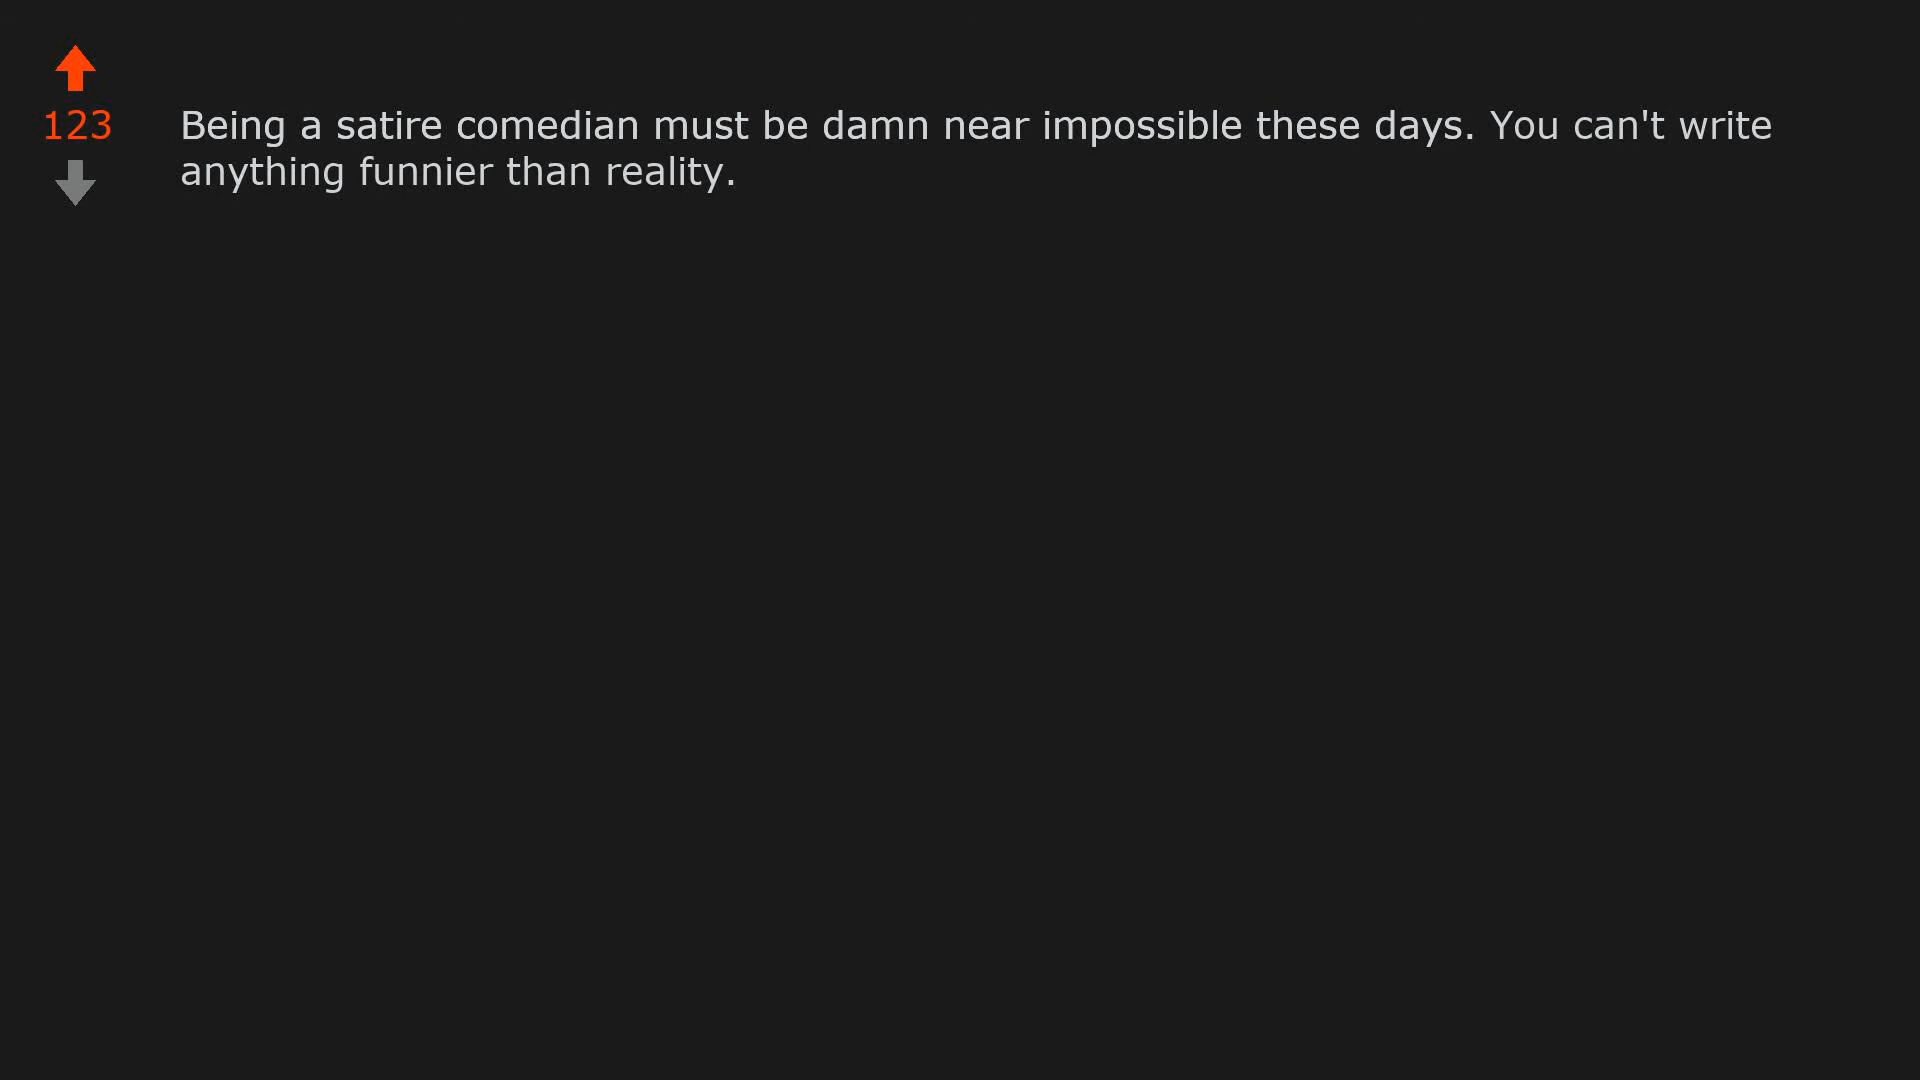 123
Being a satire comedian must be damn near impossible these days. You can't write
anything funnier than reality.